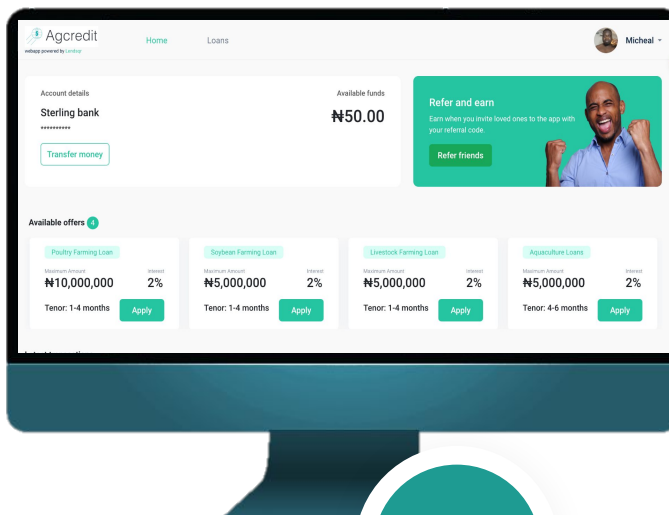 Agcredit
webapp powered by Lendsqr
Home
Loans
Micheal
Account details
Available funds
Sterling bank
₦50.00
**********
Transfer money
Refer and earn
Earn when you invite loved ones to the app with
your referral code.
Refer friends
Available offers 4
Poultry Farming Loan
Maximum Amount
Interest
₦10,000,000
2%
Tenor: 1-4 months
Apply
Soybean Farming Loan
Maximum Amount
Interest
₦5,000,000
2%
Tenor: 1-4 months
Apply
Livestock Farming Loan
Maximum Amount
Interest
₦5,000,000
2%
Tenor: 1-4 months
Apply
Aquaculture Loans
Maximum Amount
Interest
₦5,000,000
2%
Tenor: 4-6 months
Apply